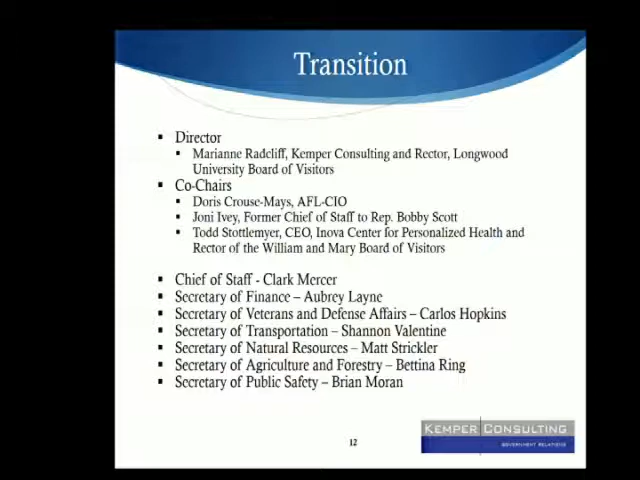 Transition
Director
Marianne Radcliff, Kemper Consulting and Rector, Longwood
University Board of Visitors
Co-Chairs
Doris Crouse-Mays, AFL-CIO
Joni Ivey, Former Chief of Staff to Rep. Bobby Scott
Todd Stottlemyer, CEO, Inova Center for Personalized Health and
Rector of the William and Mary Board of Visitors
Chief of Staff - Clark Mercer
Secretary of Finance – Aubrey Layne
Secretary of Veterans and Defense Affairs – Carlos Hopkins
Secretary of Transportation – Shannon Valentine
Secretary of Natural Resources – Matt Strickler
Secretary of Agriculture and Forestry – Bettina Ring
Secretary of Public Safety – Brian Moran
12
KEMPER CONSULTING
GOVERNMENT RELATIONS